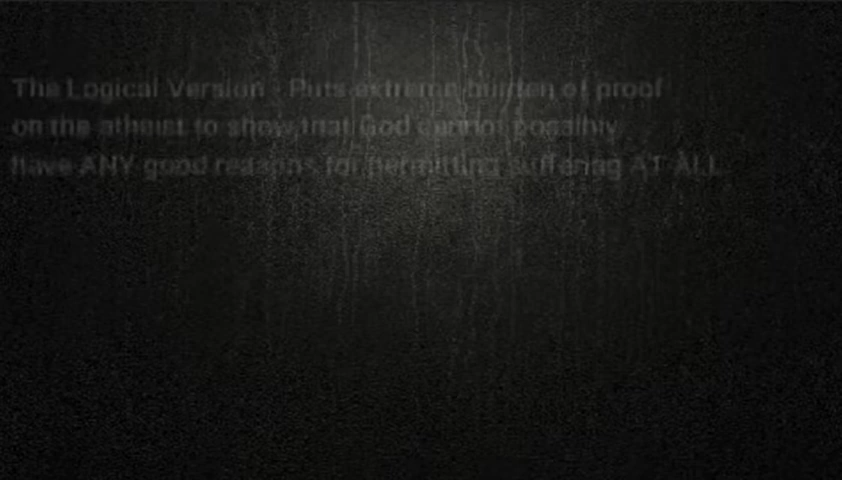 The Logical Version - Puts extreme burden of proof
on the atheist to show that God cannot possibly
have ANY good reasons for permitting suffering AT ALL